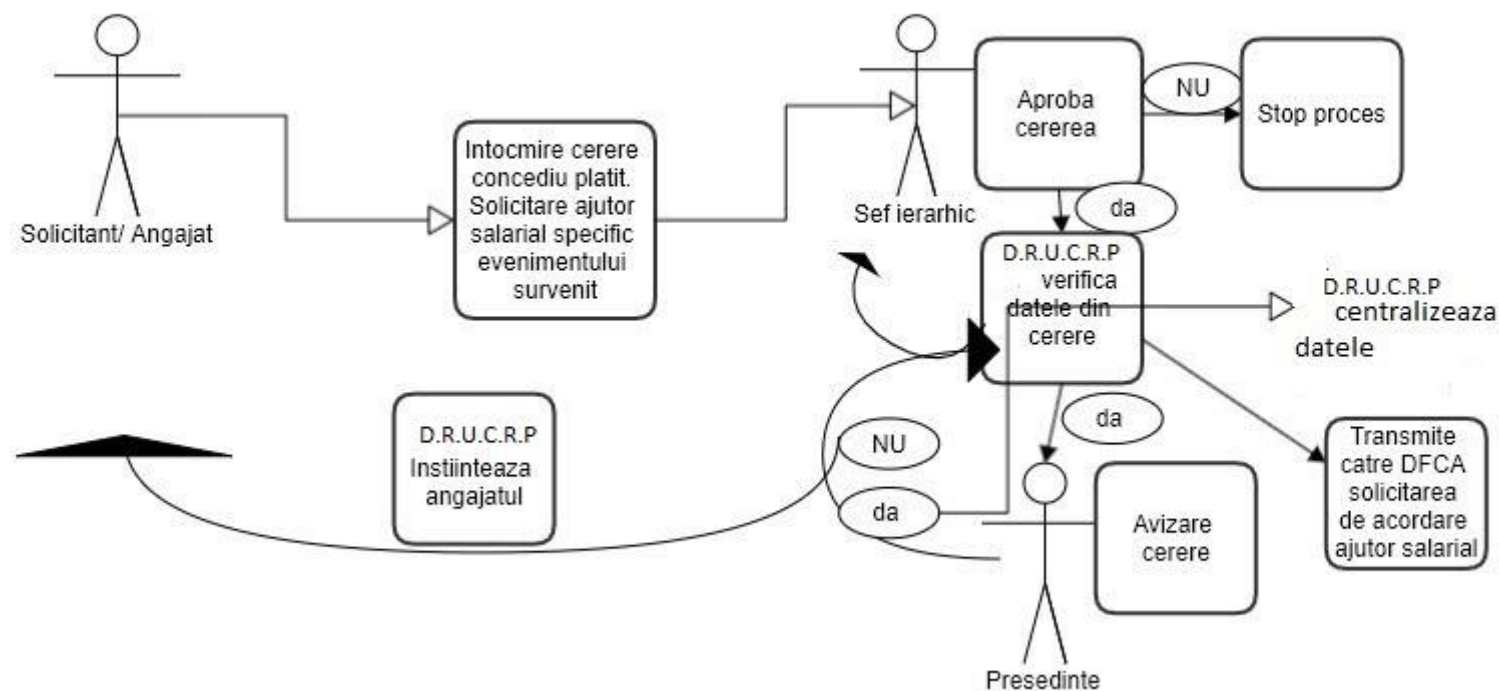 Solicitant/ Angajat
Intocmire cerere
concediu platit.
Solicitare ajutor
salarial specific
evenimentului
survenit
Sef ierarhic
Aproba
cererea
NU
Stop proces
da
D.R.U.C.R.P
verifica
datele din
cerere
D.R.U.C.R.P
centralizeaza
datele
da
Transmite
catre DFCA
solicitarea
de acordare
ajutor salarial
D.R.U.C.R.P
Instiinteaza
angajatul
NU
da
Avizare
cerere
Presedinte